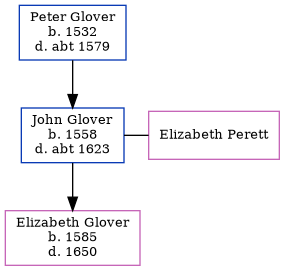 Peter Glover
b. 1532
d. abt 1579
John Glover
b. 1558
d. abt 1623
Elizabeth Perett
Elizabeth Glover
b. 1585
d. 1650